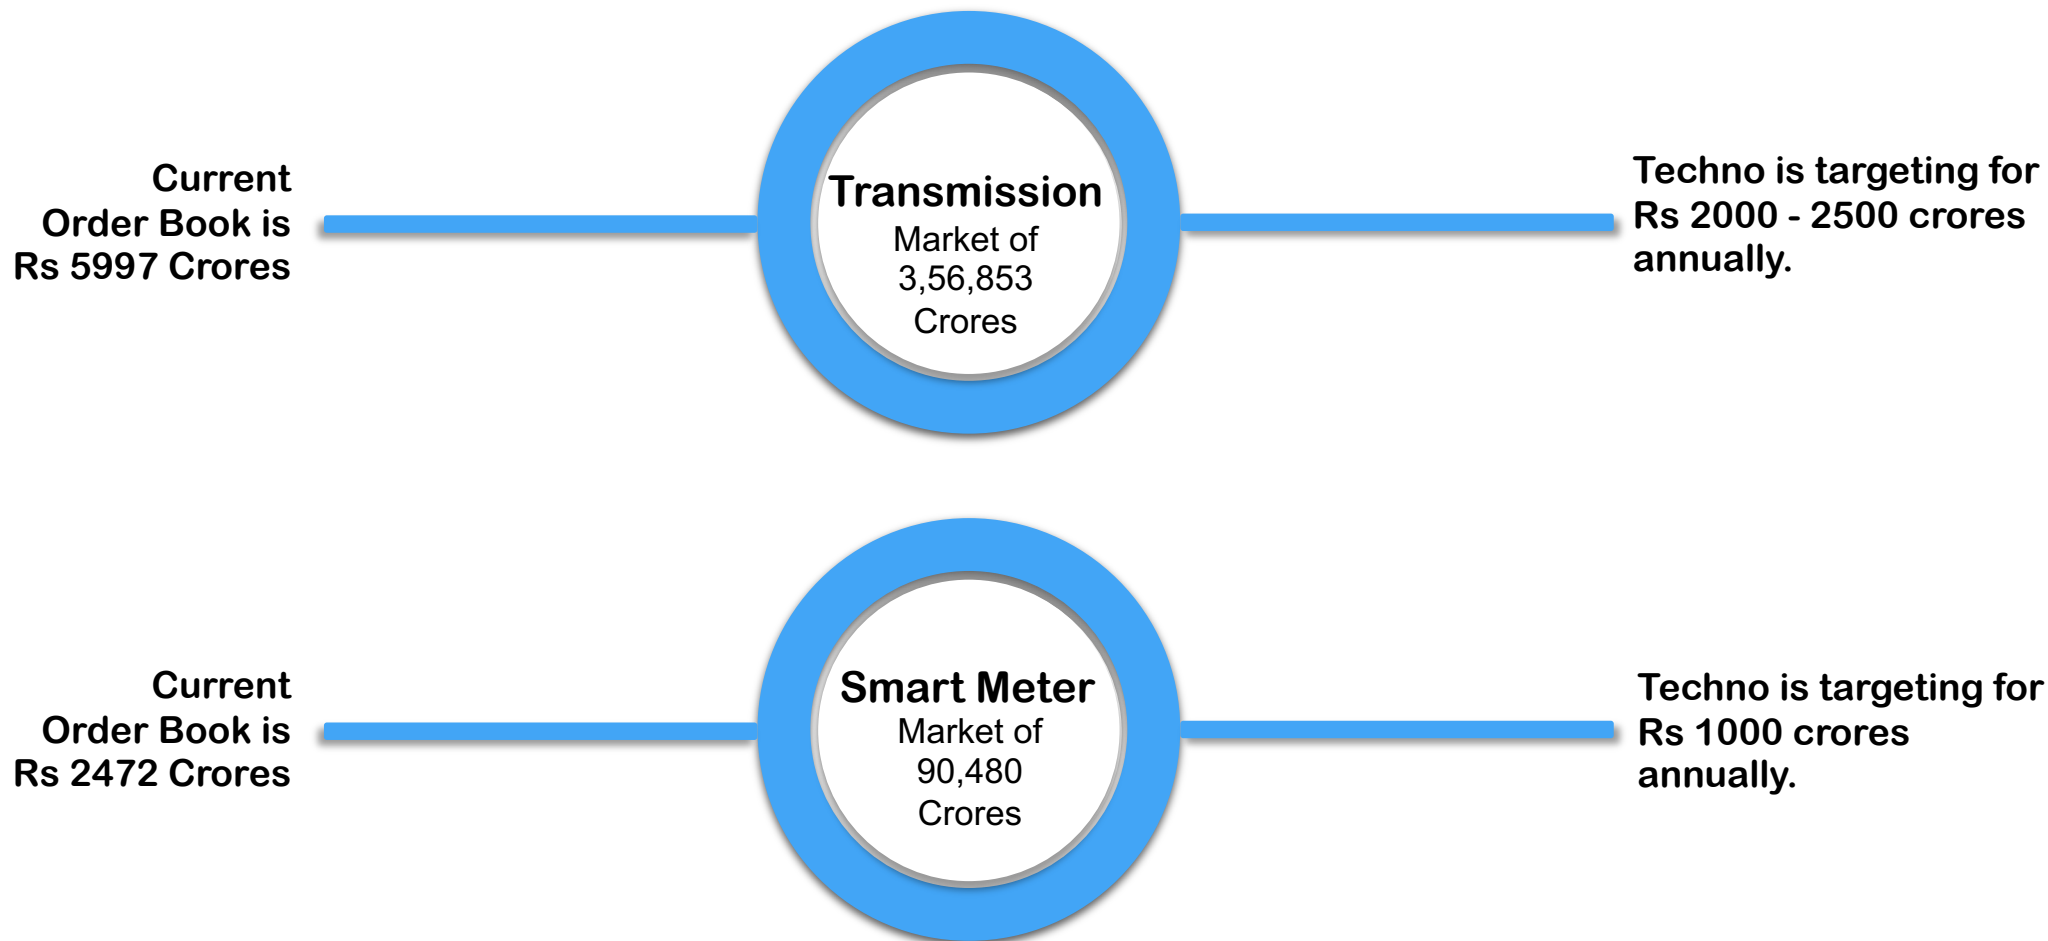 Current
Order Book is
Rs 5997 Crores
Transmission
Market of
3,56,853
Crores
Techno is targeting for
Rs 2000 - 2500 crores
annually.
Current
Order Book is
Rs 2472 Crores
Smart Meter
Market of
90,480
Crores
Techno is targeting for
Rs 1000 crores
annually.